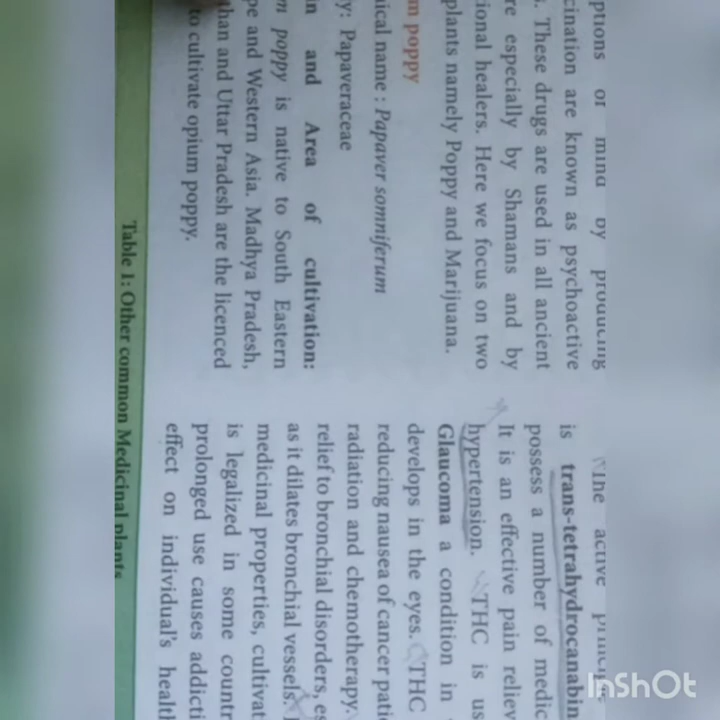 ptions or mind by producing
cination are known as psychoactive
. These drugs are used in all ancient
re especially by Shamans and by
ional healers. Here we focus on two
plants namely Poppy and Marijuana.
m poppy
ical name : Papaver somniferum
y: Papaveraceae
in and Area of cultivation:
m poppy is native to South Eastern
pe and Western Asia. Madhya Pradesh,
than and Uttar Pradesh are the licenced
to cultivate opium poppy.
The active
is trans-tetrahydrocanabin
possess a number of medic
It is an effective pain reliev
hypertension. THC is us
Glaucoma a condition in
develops in the eyes. THC
reducing nausea of cancer patie
radiation and chemotherapy.
relief to bronchial disorders, es
as it dilates bronchial vessels.
medicinal properties, cultivat
is legalized in some countr
prolonged use causes addicti
effect on individual's healt
Table 1: Other common Medicinal plants
InShOt